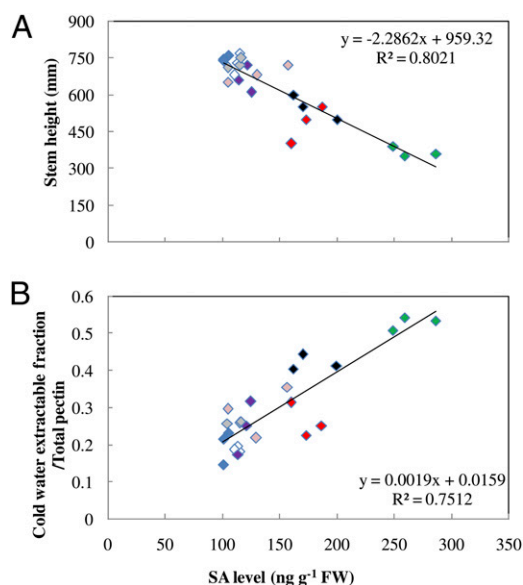 A
900
750
600
450
300
150
0
Stem height (mm)
y = -2.2862x + 959.32
R² = 0.8021
B
0.6
0.5
0.4
0.3
0.2
0.1
0
Cold water extractable fraction
/Total pectin
y = 0.0019x + 0.0159
R² = 0.7512
0 50 100 150 200 250 300 350
SA level (ng g⁻¹ FW)